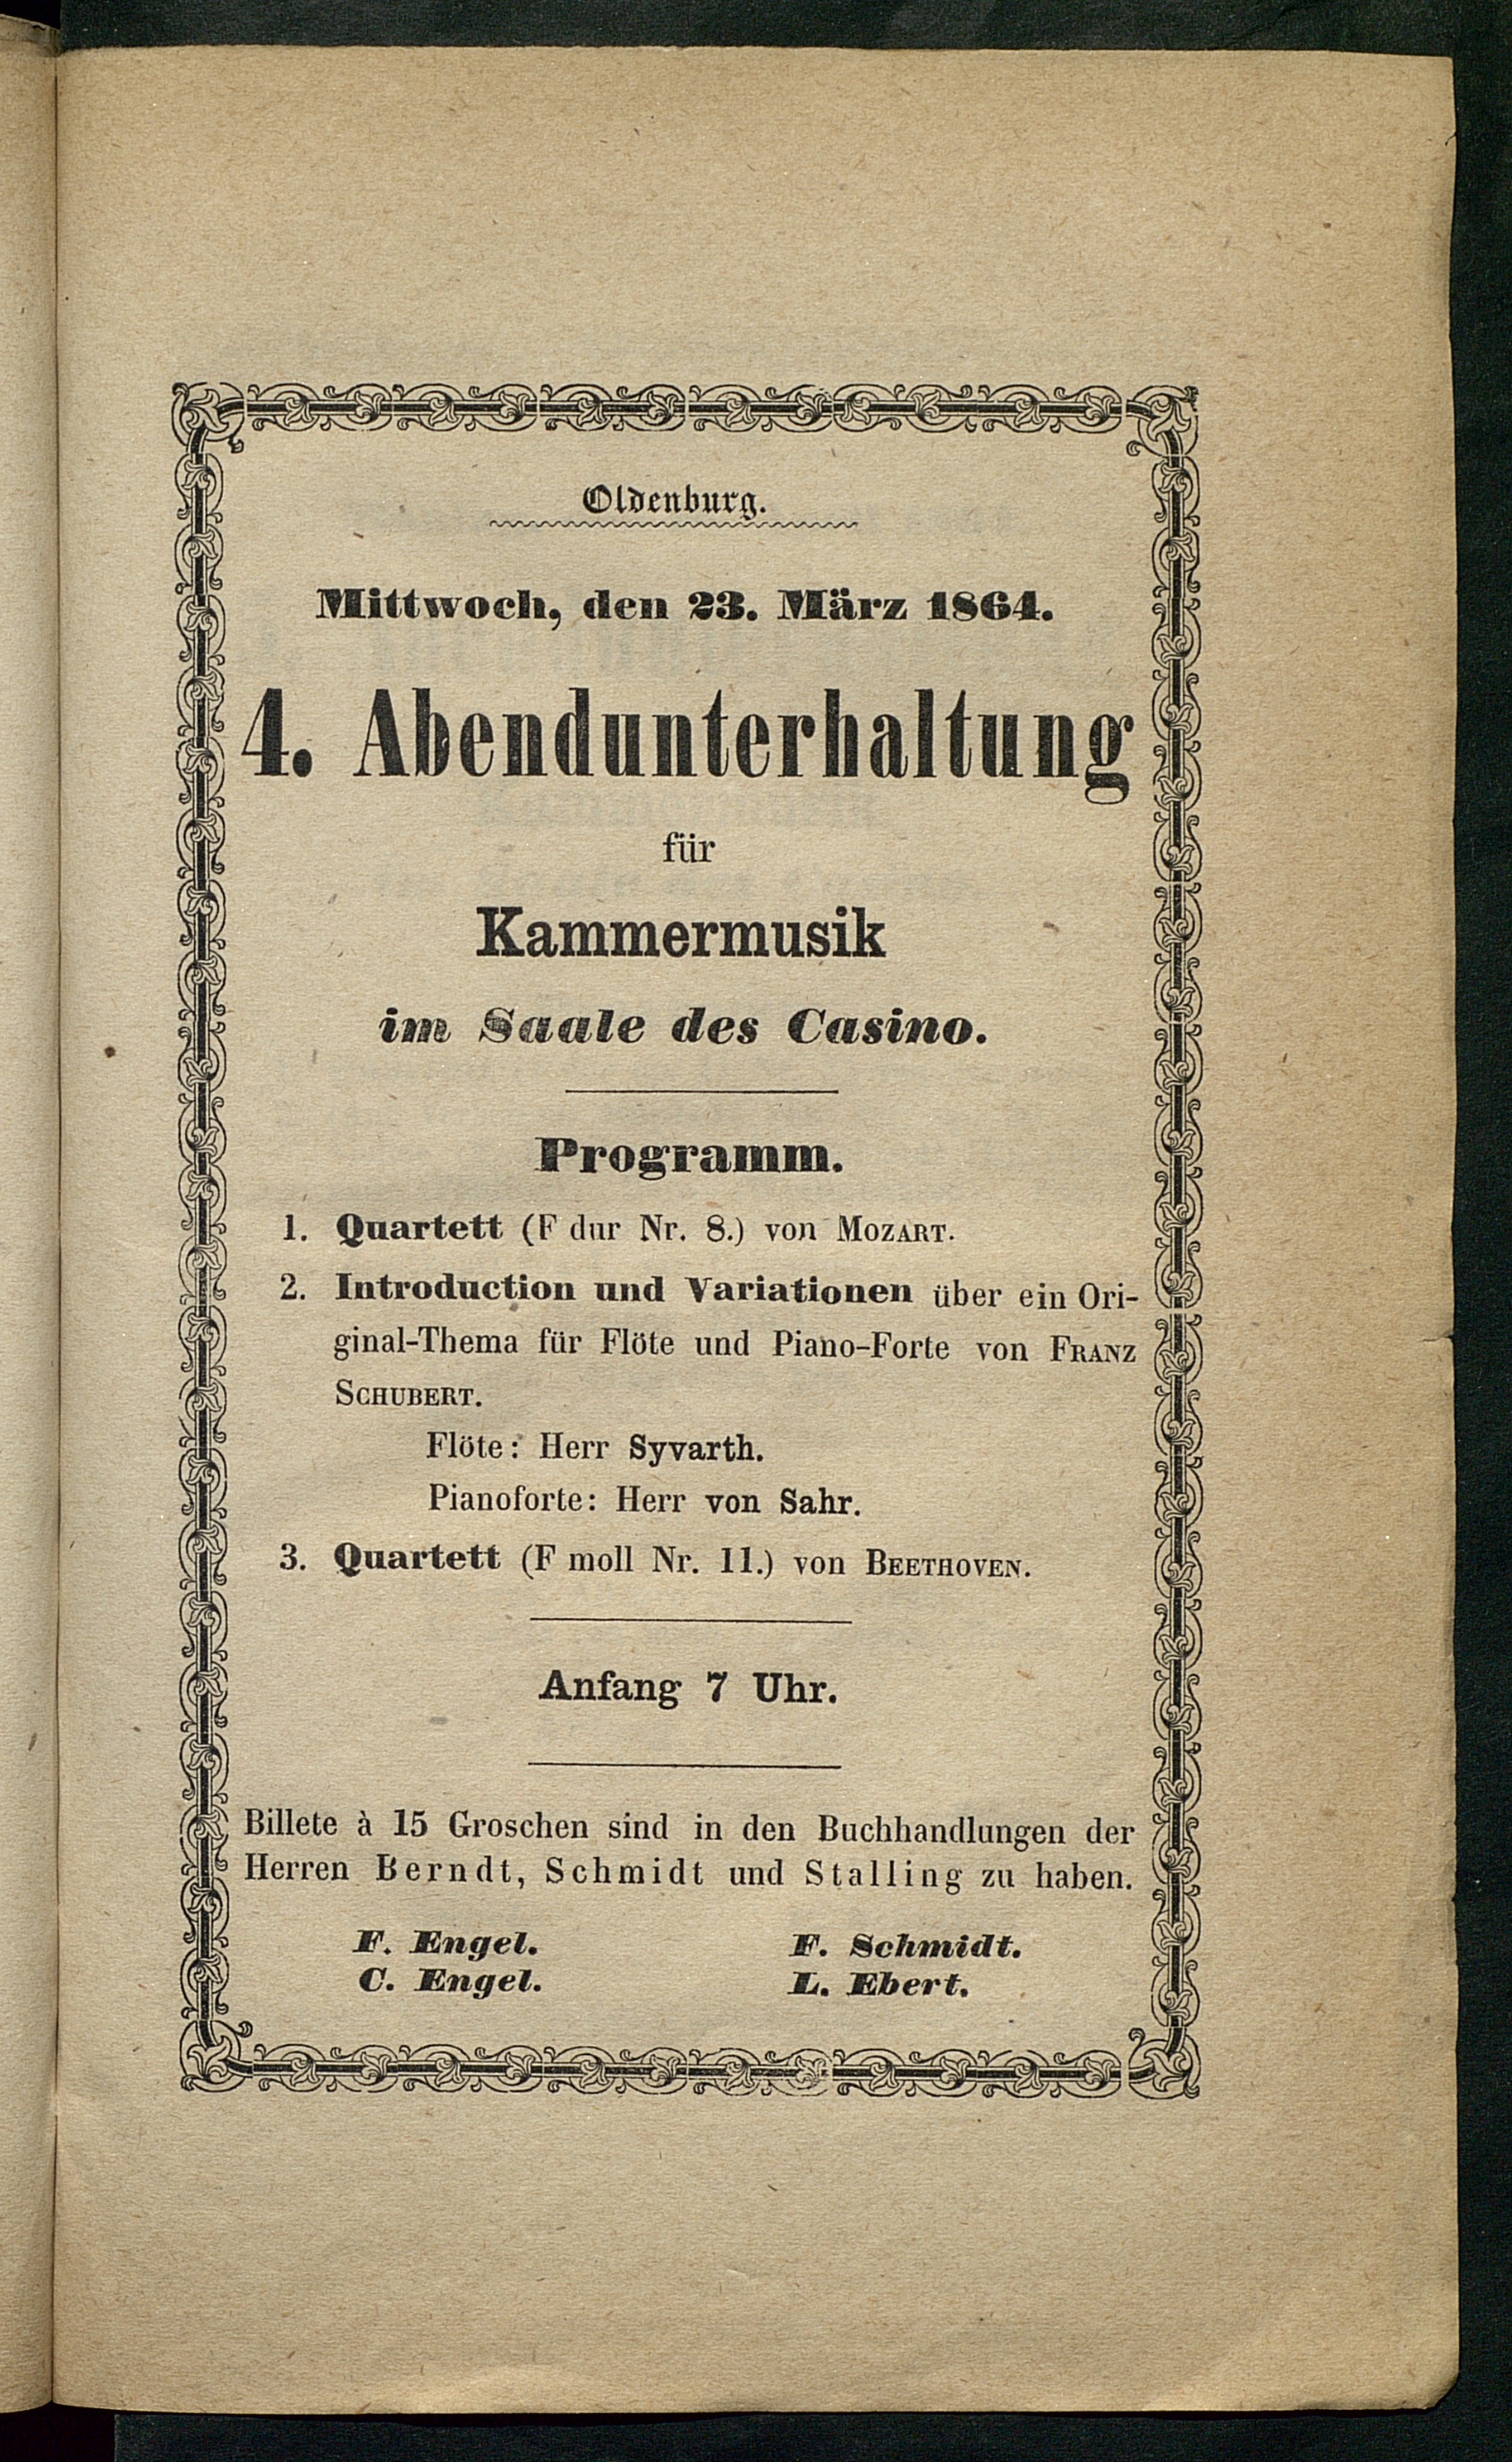 Oldenburg.
Mittwoch, den 23. März 1864.
4. Abendunterhaltung
für
Kammermusik
im Saale des Casino.
Programm.
1. Quartett (F dur Nr. 8.) von MOZART.
2. Introduction und Variationen über ein Ori-
ginal-Thema für Flöte und Piano-Forte von FRANZ
SCHUBERT.
Flöte: Herr Syvarth.
Pianoforte: Herr von Sahr.
3. Quartett (F moll Nr. 11.) von BEETHOVEN.
Anfang 7 Uhr.
Billete à 15 Groschen sind in den Buchhandlungen der
Herren Berndt, Schmidt und Stalling zu haben.
F. Engel. F. Schmidt.
C. Engel. L. Ebert.